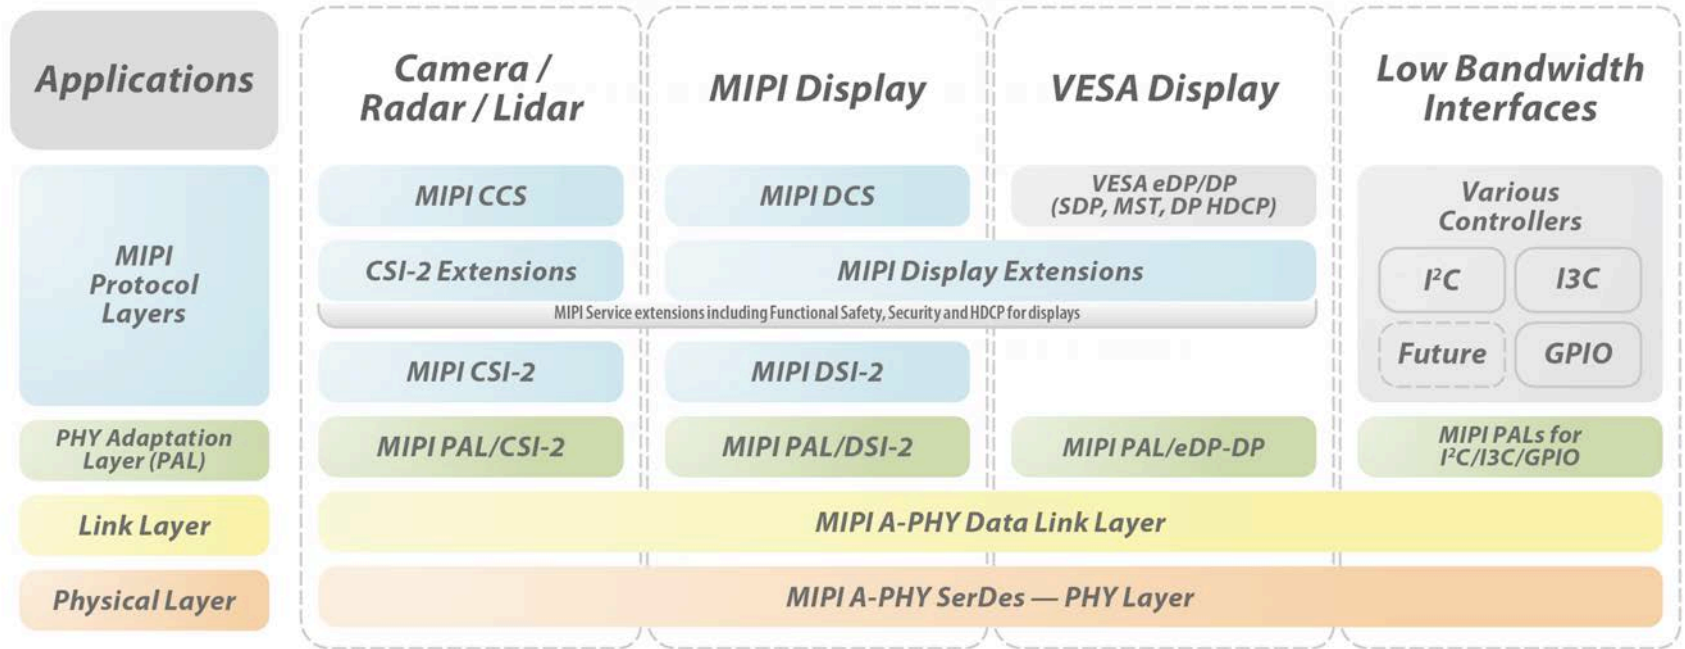 Applications
Camera /
Radar / Lidar
MIPI Display
VESA Display
Low Bandwidth
Interfaces
MIPI
Protocol
Layers
MIPI CCS
MIPI DCS
VESA eDP/DP
(SDP, MST, DP HDCP)
Various
Controllers
CSI-2 Extensions
MIPI Display Extensions
I²C
I3C
MIPI Service extensions including Functional Safety, Security and HDCP for displays
MIPI CSI-2
MIPI DSI-2
Future
GPIO
PHY Adaptation
Layer (PAL)
MIPI PAL/CSI-2
MIPI PAL/DSI-2
MIPI PAL/eDP-DP
MIPI PALs for
I²C/I3C/GPIO
Link Layer
MIPI A-PHY Data Link Layer
Physical Layer
MIPI A-PHY SerDes — PHY Layer